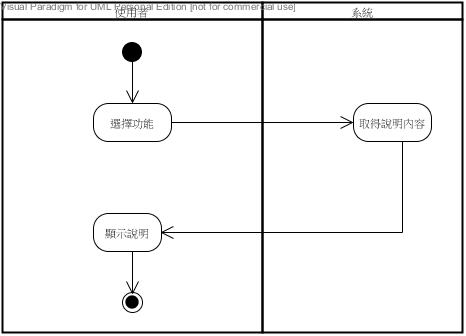 Visual Paradigm for UML Personal Edition [not for commercial use]
使用者
系統
選擇功能
取得說明內容
顯示說明